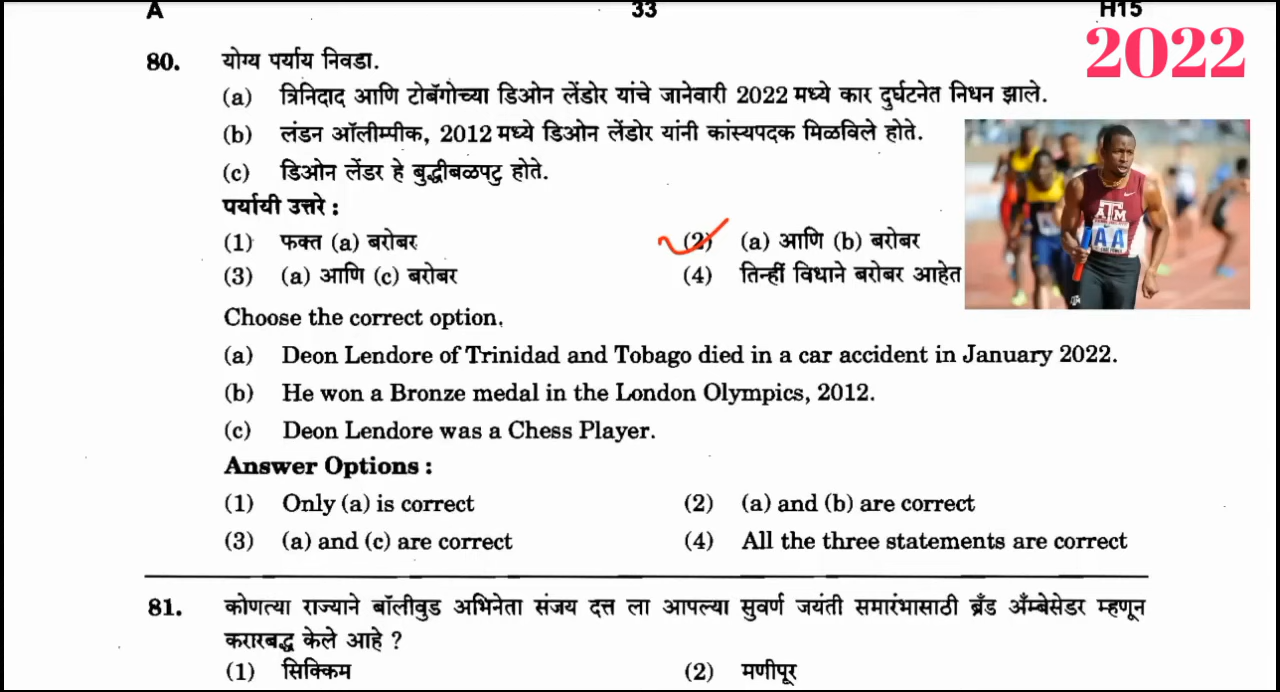 A 33 H15
2022
80. योग्य पर्याय निवडा.
(a) त्रिनिदाद आणि टोबॅगोच्या डिओन लेंडोर यांचे जानेवारी 2022 मध्ये कार दुर्घटनेत निधन झाले.
(b) लंडन ऑलीम्पीक, 2012 मध्ये डिओन लेंडोर यांनी कांस्यपदक मिळविले होते.
(c) डिओन लेंडर हे बुद्धीबळपटु होते.
पर्यायी उत्तरे :
(1) फक्त (a) बरोबर (2) (a) आणि (b) बरोबर
(3) (a) आणि (c) बरोबर (4) तिन्हीं विधाने बरोबर आहेत
ATM
AA
Choose the correct option.
(a) Deon Lendore of Trinidad and Tobago died in a car accident in January 2022.
(b) He won a Bronze medal in the London Olympics, 2012.
(c) Deon Lendore was a Chess Player.
Answer Options :
(1) Only (a) is correct (2) (a) and (b) are correct
(3) (a) and (c) are correct (4) All the three statements are correct
81. कोणत्या राज्याने बॉलीवुड अभिनेता संजय दत्त ला आपल्या सुवर्ण जयंती समारंभासाठी ब्रँड अँम्बेसेडर म्हणून
करारबद्ध केले आहे ?
(1) सिक्किम (2) मणीपूर